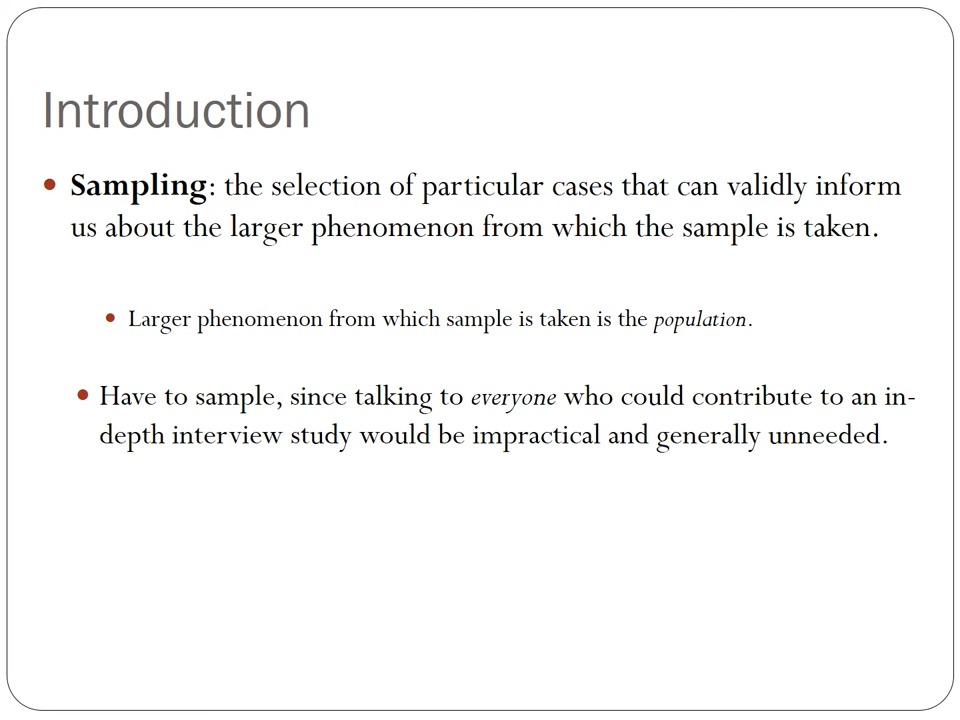 Introduction
Sampling: the selection of particular cases that can validly inform
us about the larger phenomenon from which the sample is taken.
Larger phenomenon from which sample is taken is the population.
Have to sample, since talking to everyone who could contribute to an in-
depth interview study would be impractical and generally unneeded.